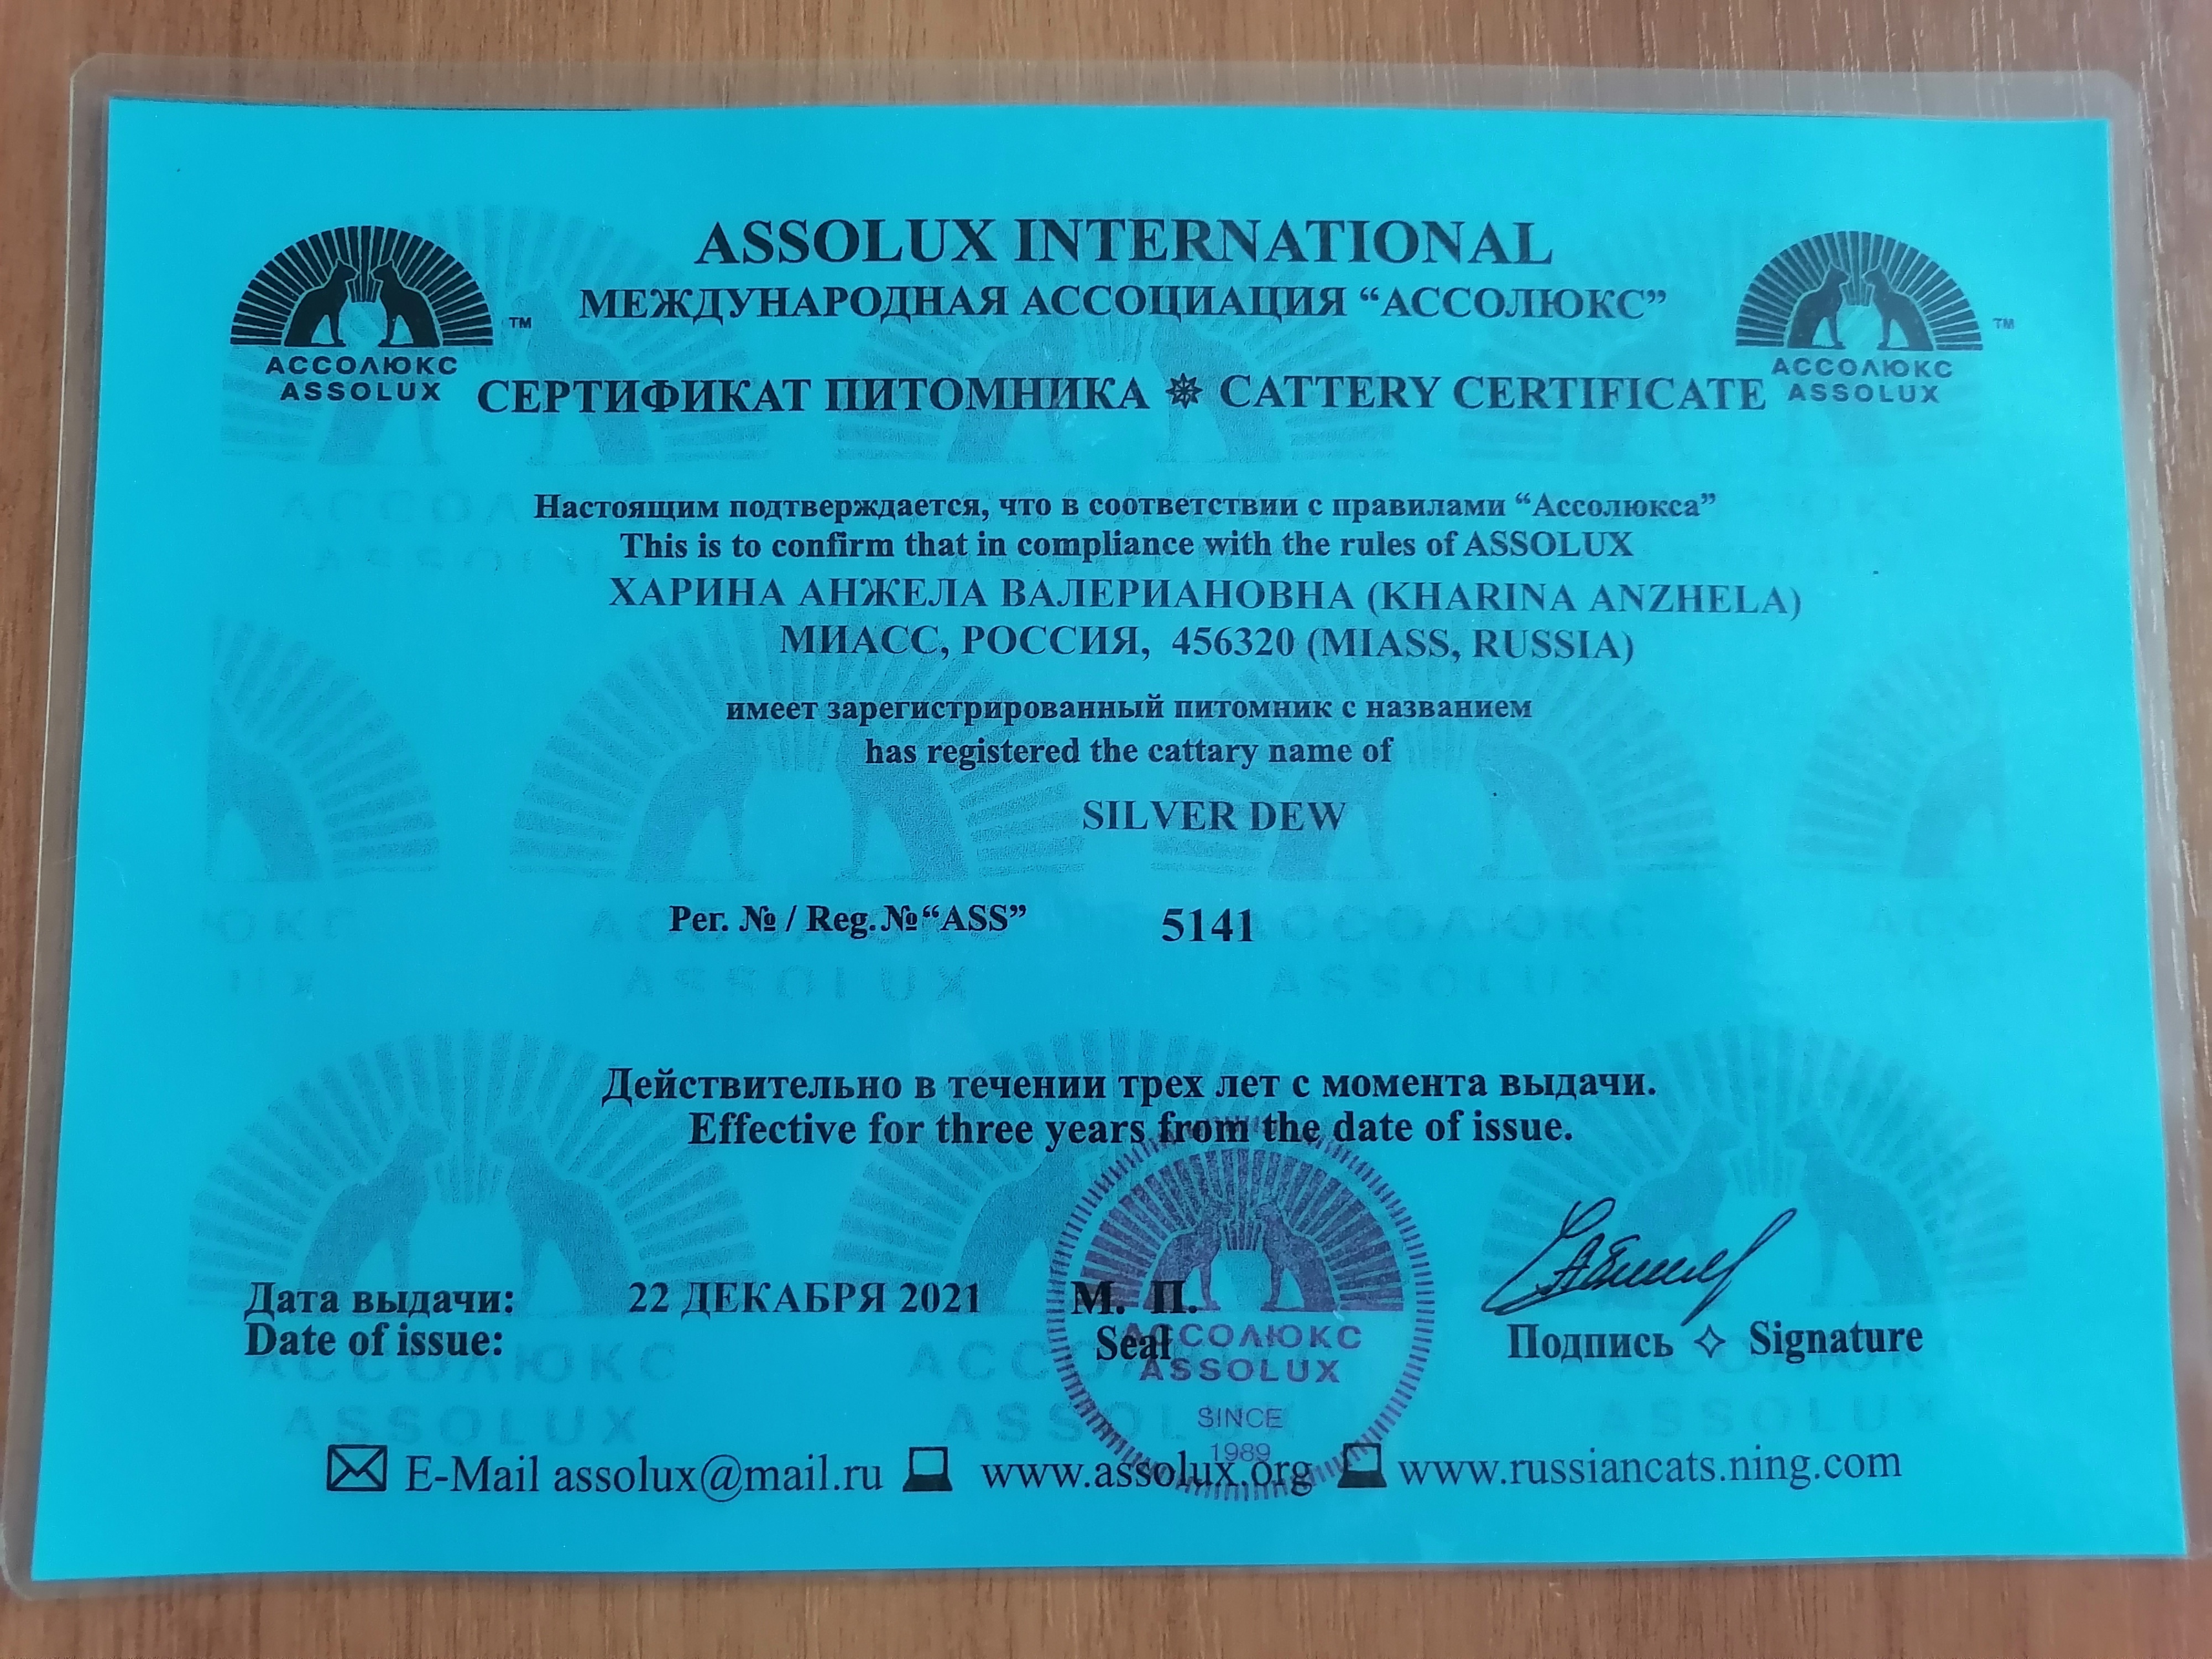 ASSOLUX INTERNATIONAL
МЕЖДУНАРОДНАЯ АССОЦИАЦИЯ “АССОЛЮКС”
™
АССОЛЮКС
ASSOLUX
™
АССОЛЮКС
ASSOLUX
СЕРТИФИКАТ ПИТОМНИКА ✵ CATTERY CERTIFICATE
Настоящим подтверждается, что в соответствии с правилами “Ассолюкса”
This is to confirm that in compliance with the rules of ASSOLUX
ХАРИНА АНЖЕЛА ВАЛЕРИАНОВНА (KHARINA ANZHELA)
МИАСС, РОССИЯ, 456320 (MIASS, RUSSIA)
имеет зарегистрированный питомник с названием
has registered the cattary name of
SILVER DEW
Рег. № / Reg.№“ASS” 5141
Действительно в течении трех лет с момента выдачи.
Effective for three years from the date of issue.
Дата выдачи: 22 ДЕКАБРЯ 2021 М. П.
Date of issue: Seal
АССОЛЮКС
ASSOLUX
SINCE
1989
Подпись ✧ Signature
E-Mail assolux@mail.ru www.assolux.org www.russiancats.ning.com